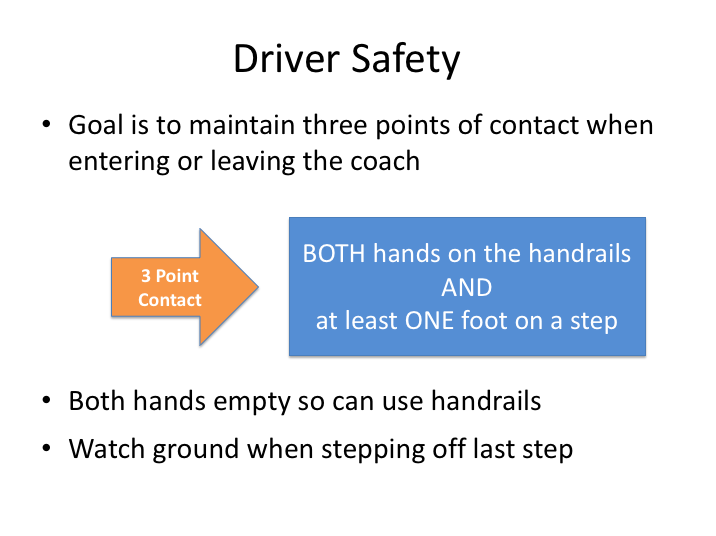 Driver Safety
• Goal is to maintain three points of contact when
entering or leaving the coach
3 Point
Contact
BOTH hands on the handrails
AND
at least ONE foot on a step
• Both hands empty so can use handrails
• Watch ground when stepping off last step